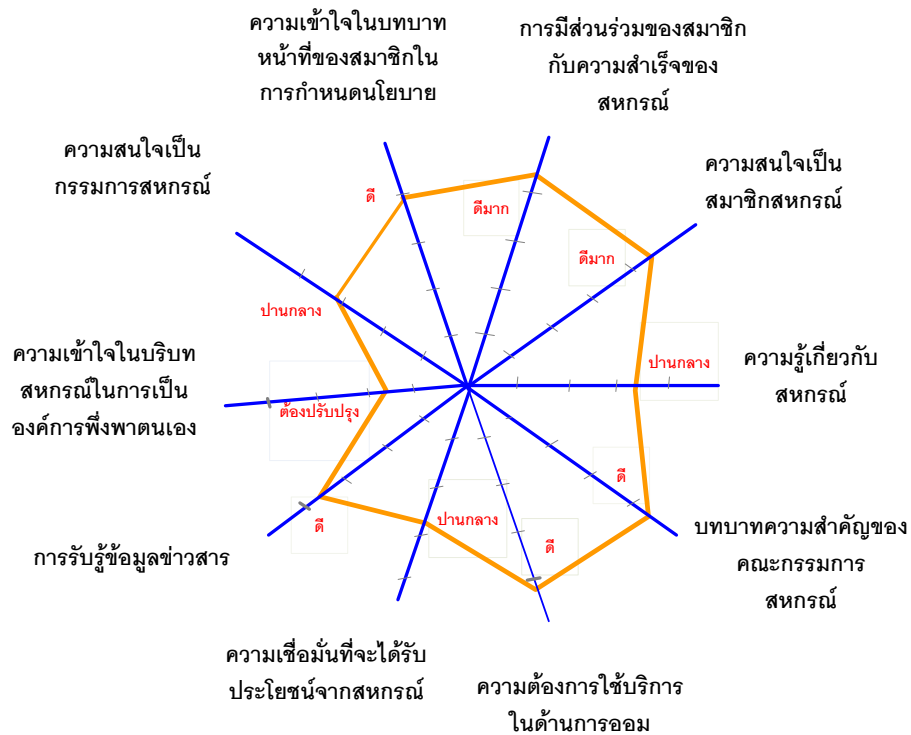 ความเข้าใจในบทบาท
หน้าที่ของสมาชิกใน
การกำหนดนโยบาย
การมีส่วนร่วมของสมาชิก
กับความสำเร็จของ
สหกรณ์
ความสนใจเป็น
กรรมการสหกรณ์
ความสนใจเป็น
สมาชิกสหกรณ์
ดี
ดีมาก
ดีมาก
ปานกลาง
ความเข้าใจในบริบท
สหกรณ์ในการเป็น
องค์การพึ่งพาตนเอง
ปานกลาง
ความรู้เกี่ยวกับ
สหกรณ์
ต้องปรับปรุง
ดี
บทบาทความสำคัญของ
คณะกรรมการ
สหกรณ์
ดี
ปานกลาง
ดี
การรับรู้ข้อมูลข่าวสาร
ความเชื่อมั่นที่จะได้รับ
ประโยชน์จากสหกรณ์
ความต้องการใช้บริการ
ในด้านการออม